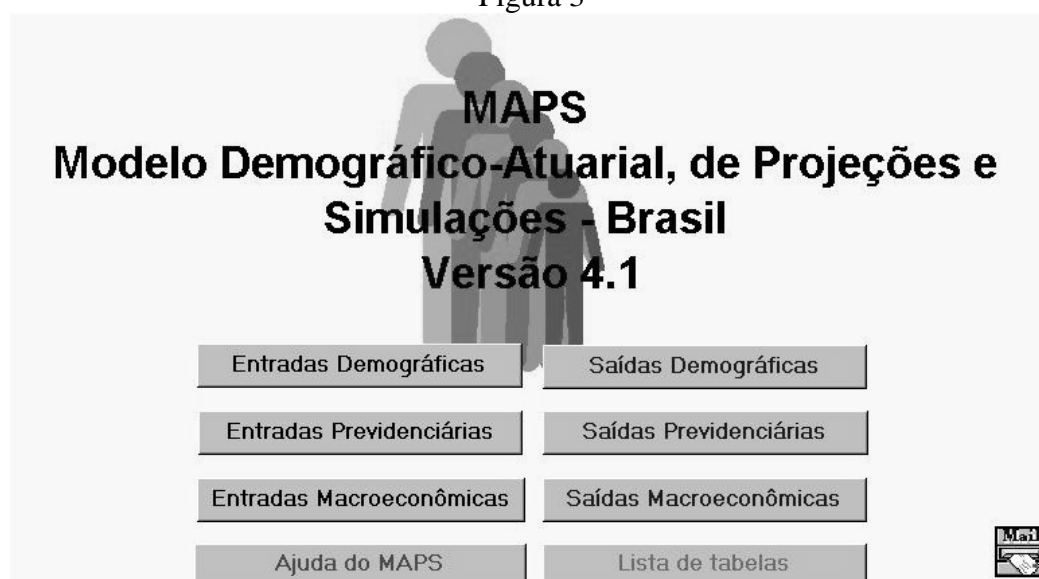 Figura 3
MAPS
Modelo Demográfico-Atuarial, de Projeções e
Simulações - Brasil
Versão 4.1
Entradas Demográficas
Saídas Demográficas
Entradas Previdenciárias
Saídas Previdenciárias
Entradas Macroeconômicas
Saídas Macroeconômicas
Ajuda do MAPS
Lista de tabelas
Mail